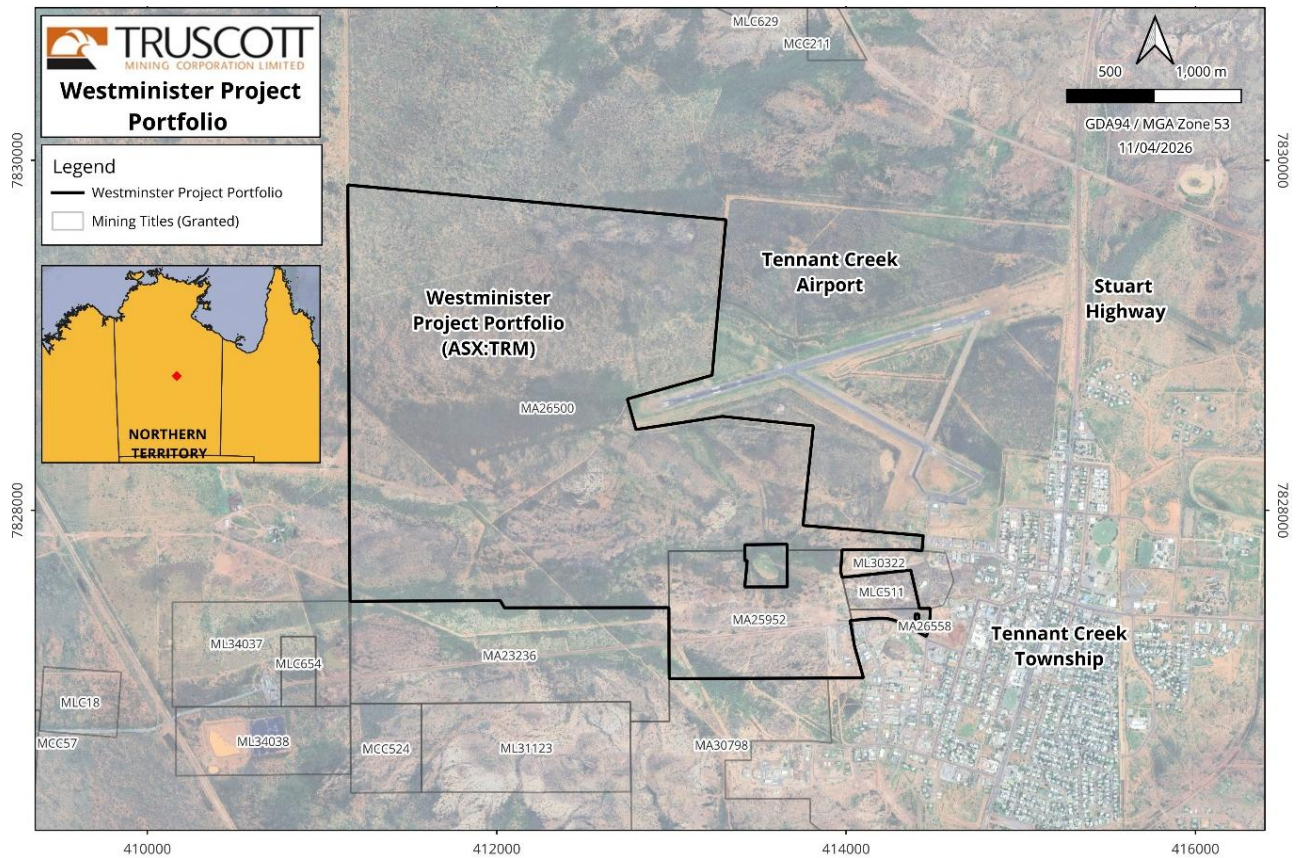 TRUSCOTT
MINING CORPORATION LIMITED
Westminister Project
Portfolio
Legend
Westminster Project Portfolio
Mining Titles (Granted)
NORTHERN
TERRITORY
MLC629
MCC211
500 1,000 m
GDA94 / MGA Zone 53
11/04/2026
7830000
7830000
Tennant Creek
Airport
Stuart
Highway
Westminister
Project Portfolio
(ASX:TRM)
MA26500
7828000
7828000
ML30322
MLC511
MA25952
MA26558
Tennant Creek
Township
ML34037
MLC654
MA23236
MLC18
MCC57
ML34038
MCC524
ML31123
MA30798
410000
412000
414000
416000